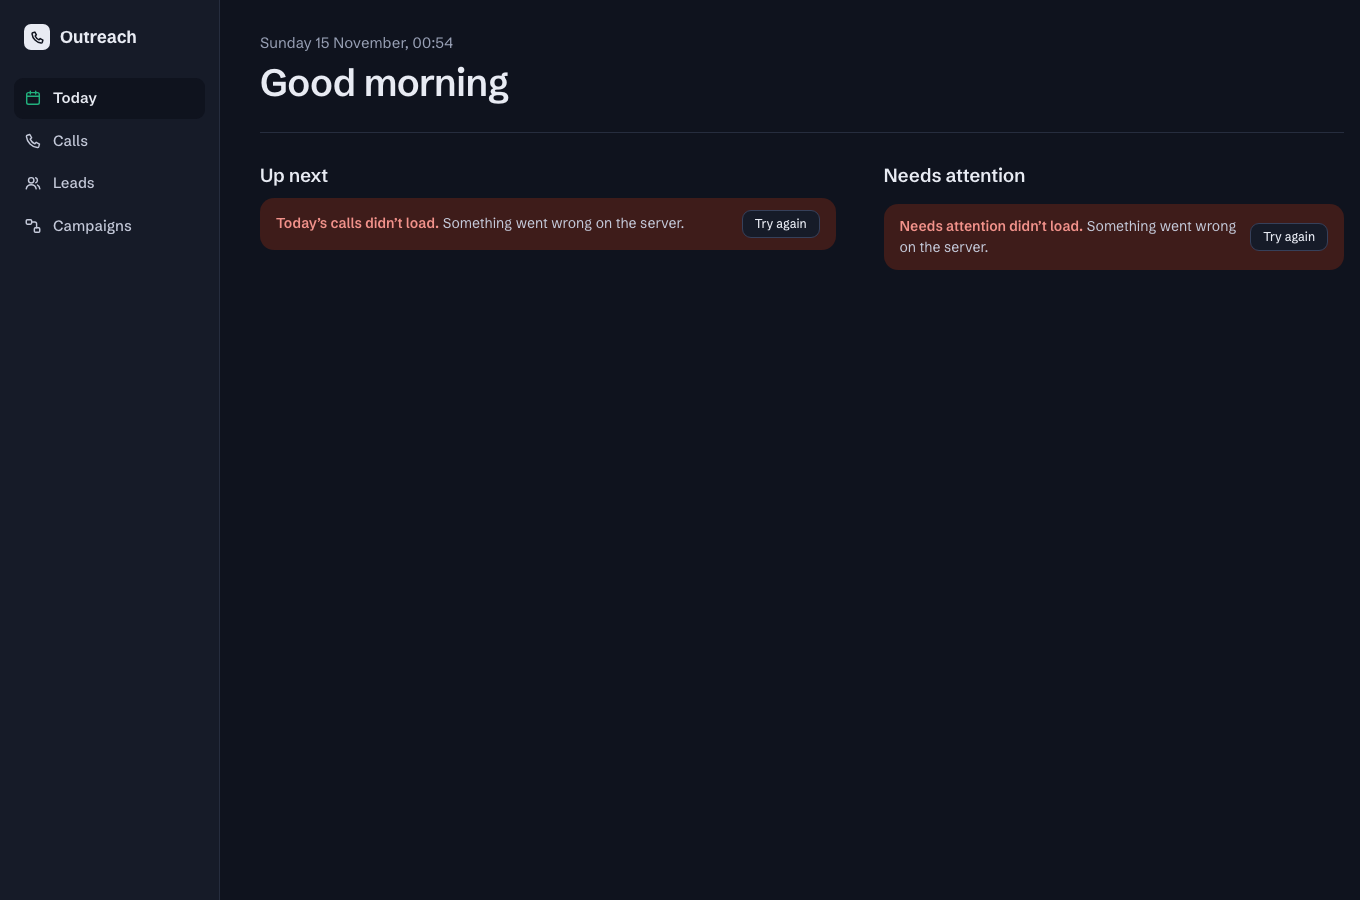 Outreach
Today
Calls
Leads
Campaigns
Sunday 15 November, 00:54
Good morning
Up next
Today’s calls didn’t load. Something went wrong on the server.
Try again
Needs attention
Needs attention didn’t load. Something went wrong
on the server.
Try again